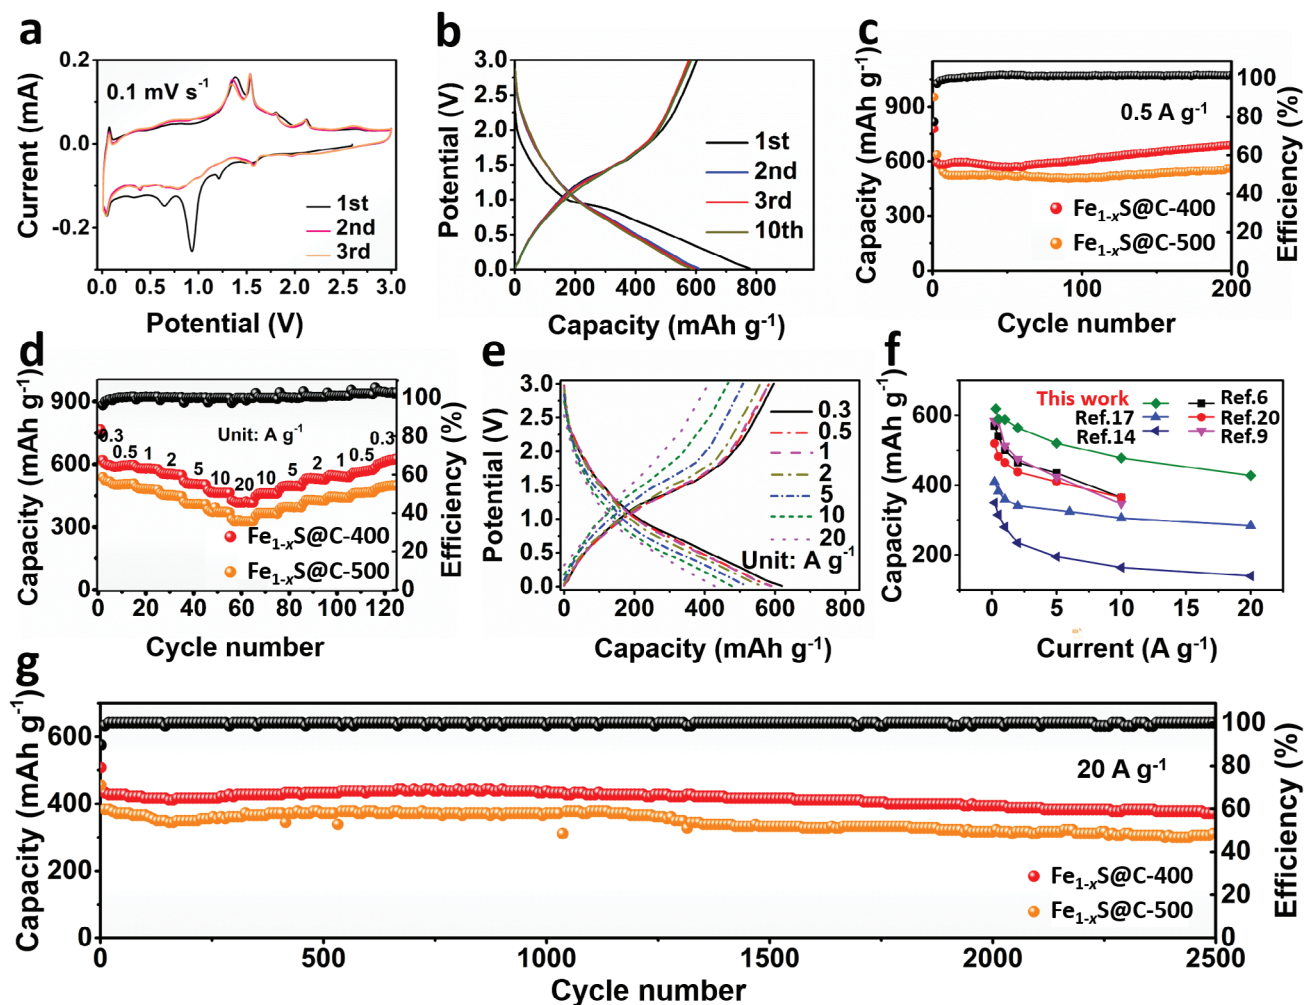 a
0.2
0.0
-0.2
Current (mA)
0.1 mV s⁻¹
1st
2nd
3rd
0.0 0.5 1.0 1.5 2.0 2.5 3.0
Potential (V)
b
3.0
2.5
2.0
1.5
1.0
0.5
0.0
Potential (V)
1st
2nd
3rd
10th
0 200 400 600 800
Capacity (mAh g⁻¹)
c
900
600
300
0
Capacity (mAh g⁻¹)
0.5 A g⁻¹
Fe₁₋ₓS@C-400
Fe₁₋ₓS@C-500
100
80
60
40
20
0
Efficiency (%)
0 100 200
Cycle number
d
900
600
300
0
Capacity (mAh g⁻¹)
Unit: A g⁻¹
0.3 0.5 1 2 5 10 20 10 5 2 1 0.5 0.3
Fe₁₋ₓS@C-400
Fe₁₋ₓS@C-500
100
80
60
40
20
0
Efficiency (%)
0 20 40 60 80 100 120
Cycle number
e
3.0
2.5
2.0
1.5
1.0
0.5
0.0
Potential (V)
0.3
0.5
1
2
5
10
20
Unit: A g⁻¹
0 200 400 600 800
Capacity (mAh g⁻¹)
f
600
400
200
Capacity (mAh g⁻¹)
This work Ref.6
Ref.17 Ref.20
Ref.14 Ref.9
0 5 10 15 20
Current (A g⁻¹)
g
600
400
200
0
Capacity (mAh g⁻¹)
20 A g⁻¹
Fe₁₋ₓS@C-400
Fe₁₋ₓS@C-500
100
80
60
40
20
0
Efficiency (%)
0 500 1000 1500 2000 2500
Cycle number